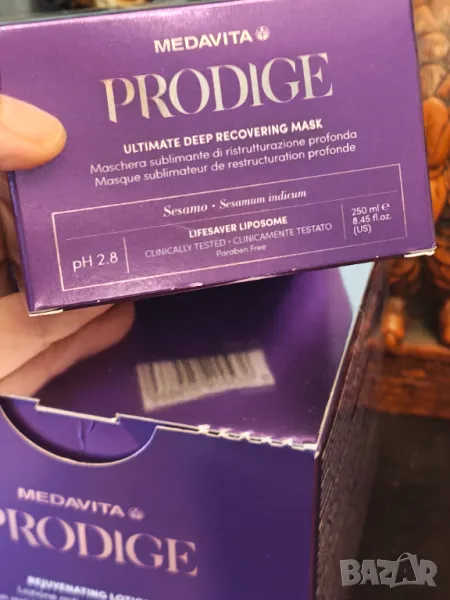 MEDAVITA
PRODIGE
ULTIMATE DEEP RECOVERING MASK
Maschera sublimante di ristrutturazione profonda
Masque sublimateur de restructuration profonde
Sesamo • Sesamum indicum
pH 2.8
LIFESAVER LIPOSOME
CLINICALLY TESTED • CLINICAMENTE TESTATO
Paraben Free
250 ml e
8.45 fl.oz.
(US)
MEDAVITA
PRODIGE
REJUVENATING LOTION
Lozione
BAZAR